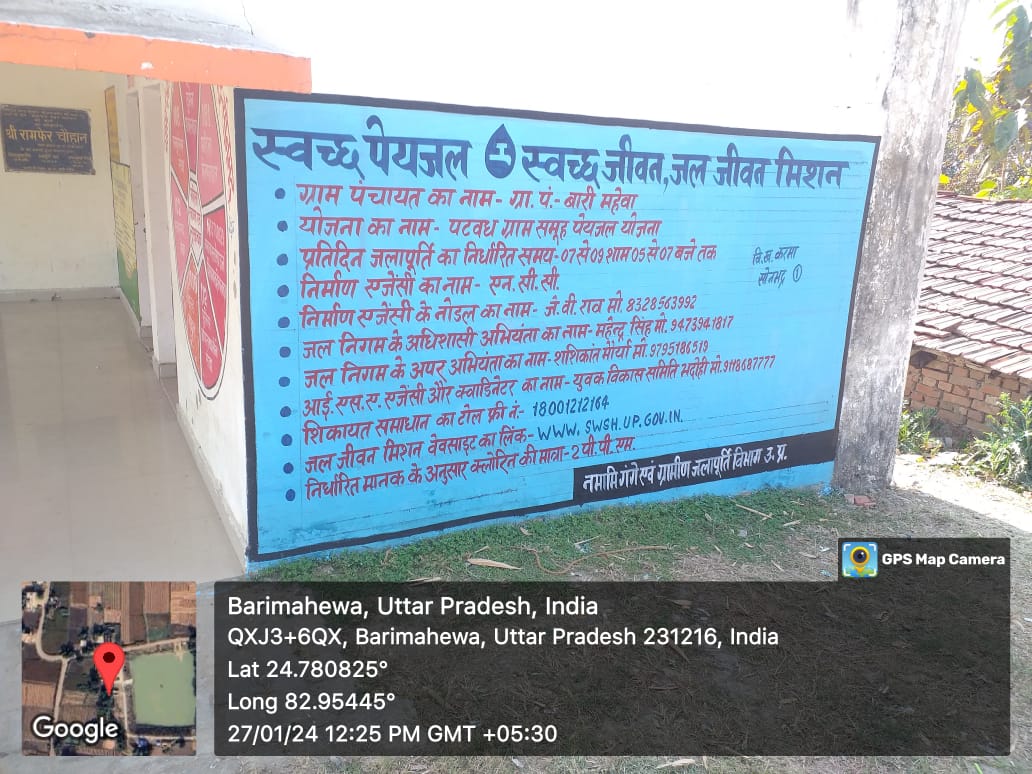 श्री रामफेर चौहान
स्वच्छ पेयजल स्वच्छ जीवन, जल जीवन मिशन
ग्राम पंचायत का नाम- ग्रा. पं.- बारी महेवा
योजना का नाम- पटवध ग्राम समूह पेयजल योजना
प्रतिदिन जलापूर्ति का निर्धारित समय-07 से 09 शाम 05 से 07 बजे तक
वि.ख. करमा
सोनभद्र 1
निर्माण एजेंसी का नाम- एन. सी. सी.
निर्माण एजेंसी के नोडल का नाम- जे. वी. राव मो. 8328563992
जल निगम के अधिशासी अभियंता का नाम- महेन्द्र सिंह मो. 9473941817
जल निगम के अपर अभियंता का नाम- शशिकांत मौर्या मो. 9795186519
आई. एस. ए. एजेंसी और क्वाडिनेटर का नाम- युवक विकास समिति भदोही मो. 9118687777
शिकायत समाधान का टोल फ्री नं:- 18001212164
जल जीवन मिशन वेवसाइट का लिंक- WWW. SWSH.UP.GOV.IN.
निर्धारित मानक के अनुसार क्लोरिन की मात्रा-2 पी. पी. एम.
नमामि गंगे एवं ग्रामीण जलापूर्ति विभाग उ. प्र.
GPS Map Camera
Barimahewa, Uttar Pradesh, India
QXJ3+6QX, Barimahewa, Uttar Pradesh 231216, India
Lat 24.780825°
Long 82.95445°
27/01/24 12:25 PM GMT +05:30
Google